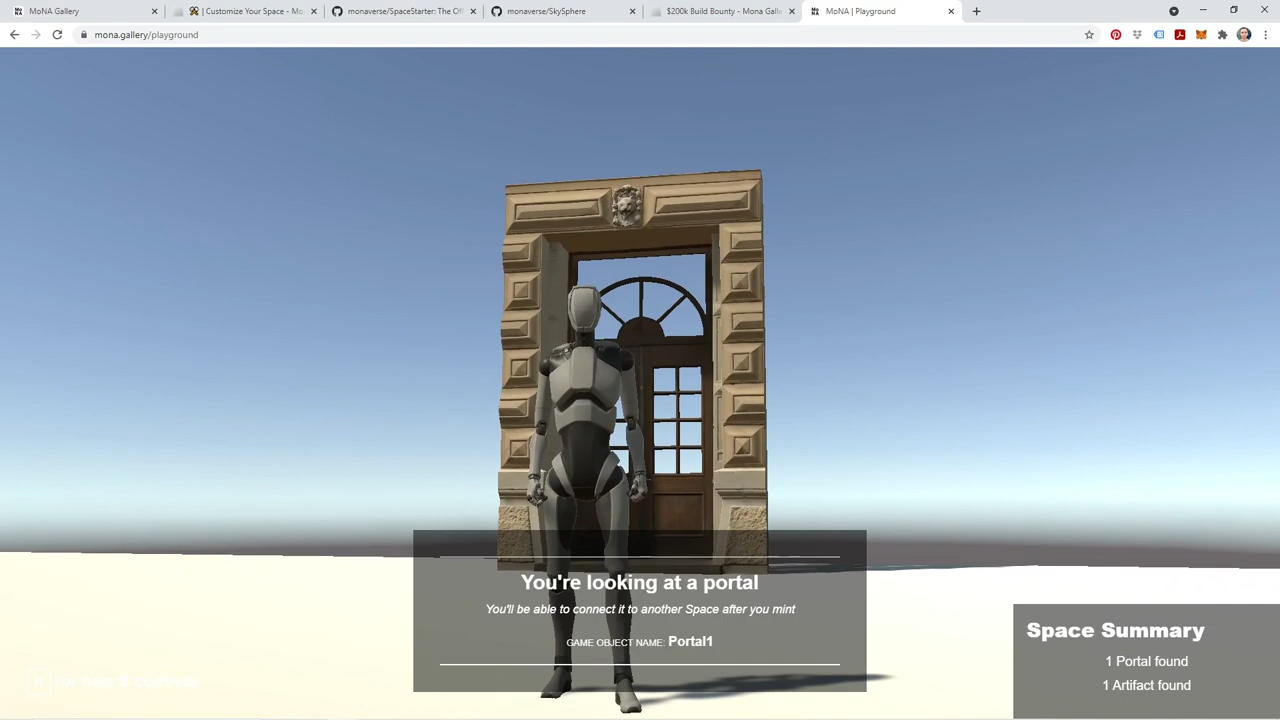 MoNA Gallery
| Customize Your Space - Mo
monaverse/SpaceStarter: The Off
monaverse/SkySphere
$200k Build Bounty - Mona Galle
MoNA | Playground
mona.gallery/playground
You're looking at a portal
You'll be able to connect it to another Space after you mint
GAME OBJECT NAME: Portal1
Space Summary
1 Portal found
1 Artifact found